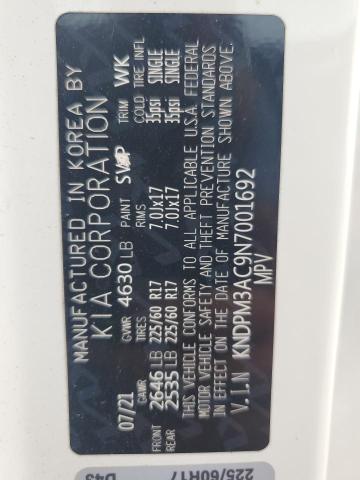 MANUFACTURED IN KOREA BY
KIA CORPORATION
07/21 GVWR 4630 LB PAINT TRIM WK
GAWR TIRES RIMS COLD TIRE INFL
FRONT 2646 LB 225/60 R17 7.0Jx17 35psi SINGLE
REAR 2535 LB 225/60 R17 7.0Jx17 35psi SINGLE
THIS VEHICLE CONFORMS TO ALL APPLICABLE U.S.A. FEDERAL
MOTOR VEHICLE SAFETY AND THEFT PREVENTION STANDARDS
IN EFFECT ON THE DATE OF MANUFACTURE SHOWN ABOVE.
V.I.N KNDPM3AC9N7001692
MPV
225/60R17
D43